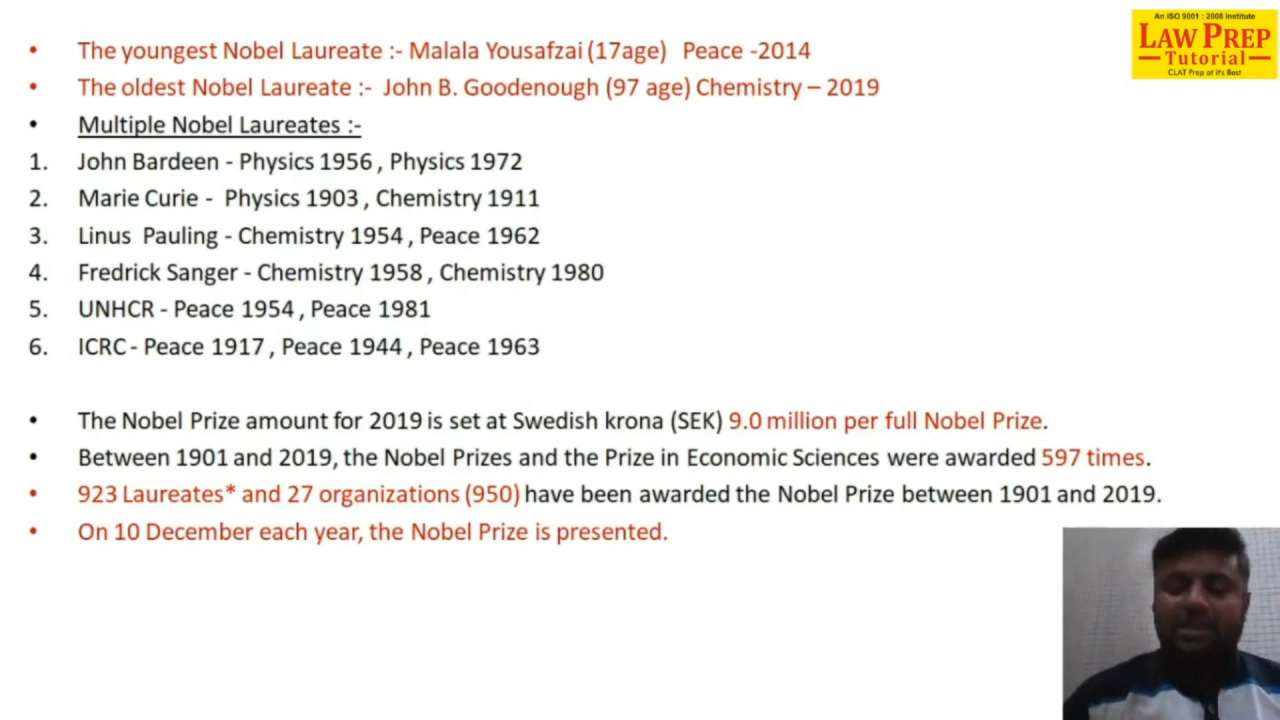 An ISO 9001 : 2008 Institute
LAW PREP
Tutorial
CLAT Prep at it's Best
• The youngest Nobel Laureate :- Malala Yousafzai (17age) Peace -2014
• The oldest Nobel Laureate :- John B. Goodenough (97 age) Chemistry – 2019
• Multiple Nobel Laureates :-
1. John Bardeen - Physics 1956 , Physics 1972
2. Marie Curie - Physics 1903 , Chemistry 1911
3. Linus Pauling - Chemistry 1954 , Peace 1962
4. Fredrick Sanger - Chemistry 1958 , Chemistry 1980
5. UNHCR - Peace 1954 , Peace 1981
6. ICRC - Peace 1917 , Peace 1944 , Peace 1963
• The Nobel Prize amount for 2019 is set at Swedish krona (SEK) 9.0 million per full Nobel Prize.
• Between 1901 and 2019, the Nobel Prizes and the Prize in Economic Sciences were awarded 597 times.
• 923 Laureates* and 27 organizations (950) have been awarded the Nobel Prize between 1901 and 2019.
• On 10 December each year, the Nobel Prize is presented.